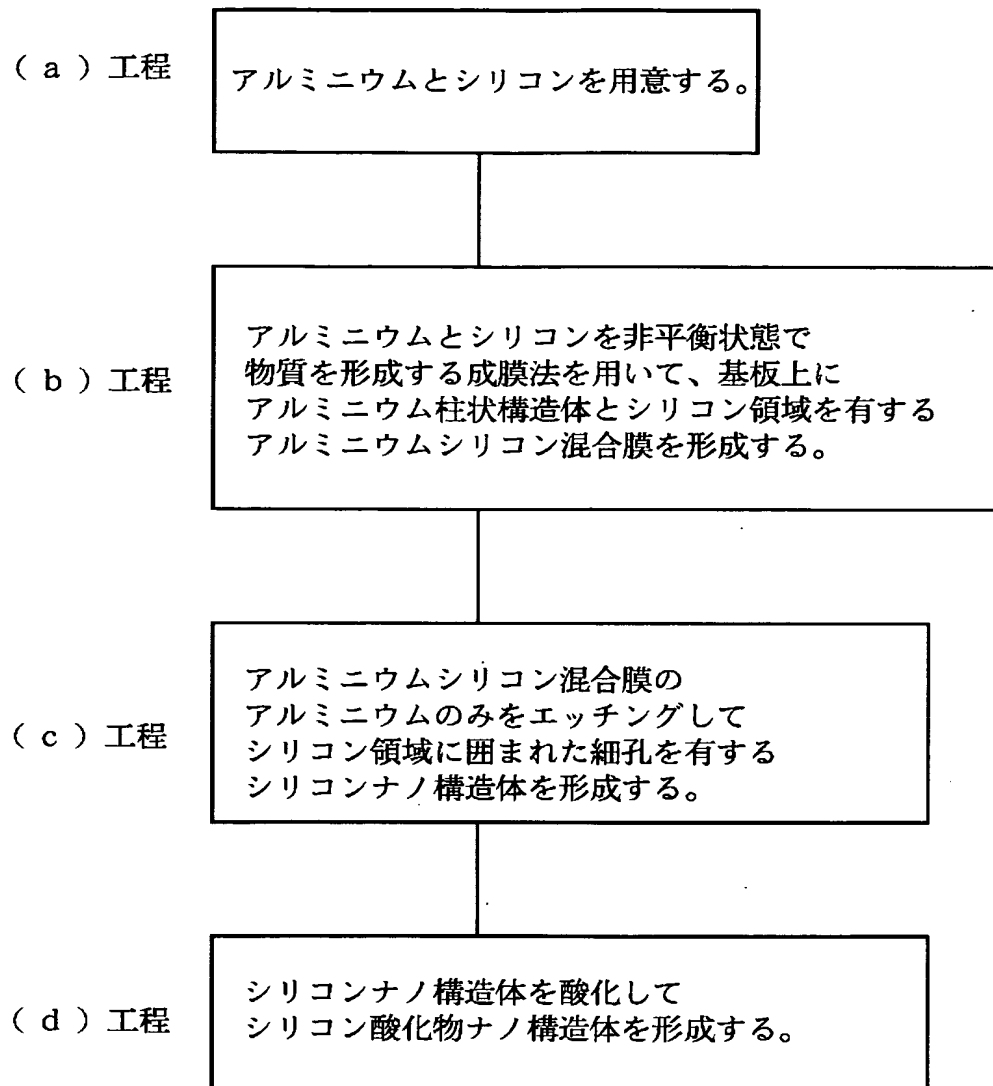 (a)工程
アルミニウムとシリコンを用意する。
(b)工程
アルミニウムとシリコンを非平衡状態で
物質を形成する成膜法を用いて、基板上に
アルミニウム柱状構造体とシリコン領域を有する
アルミニウムシリコン混合膜を形成する。
(c)工程
アルミニウムシリコン混合膜の
アルミニウムのみをエッチングして
シリコン領域に囲まれた細孔を有する
シリコンナノ構造体を形成する。
(d)工程
シリコンナノ構造体を酸化して
シリコン酸化物ナノ構造体を形成する。